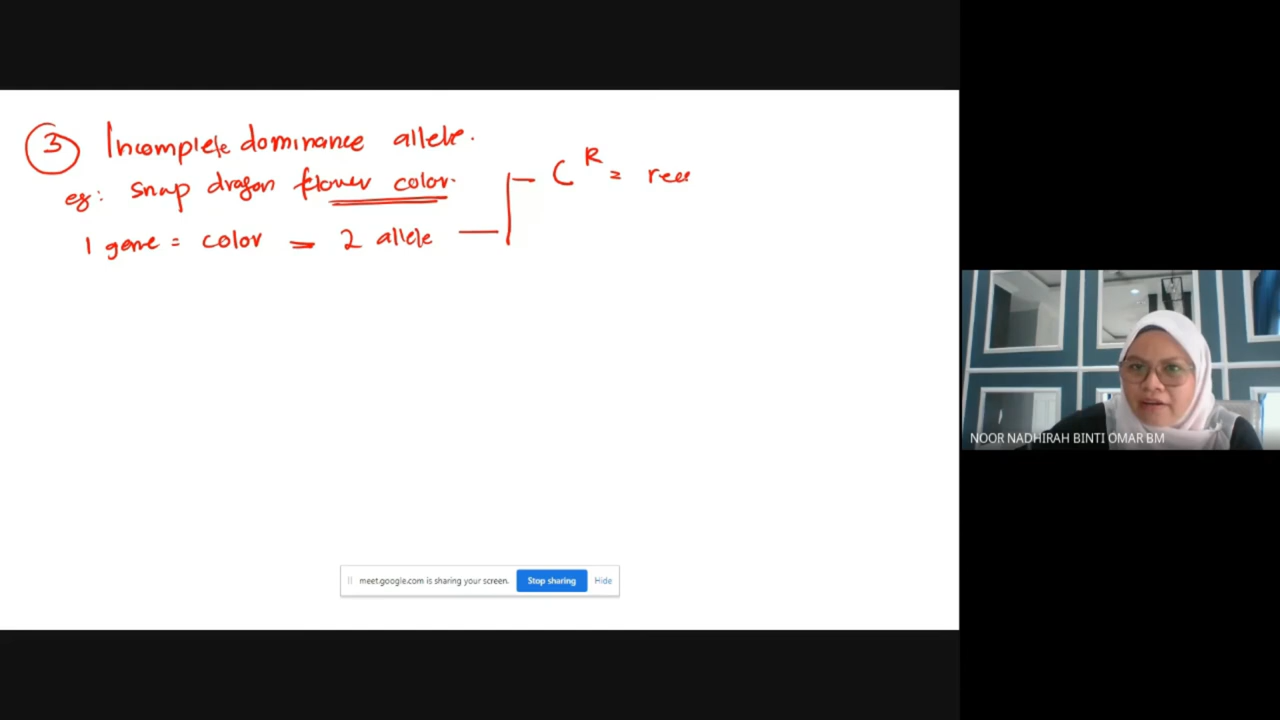 3 Incomplete dominance allele.
eg: snap dragon flower color.
1 gene = color – 2 allele
C^R =
meet.google.com is sharing your screen. Stop sharing Hide
NOOR NADHIRAH BINTI OMAR BM